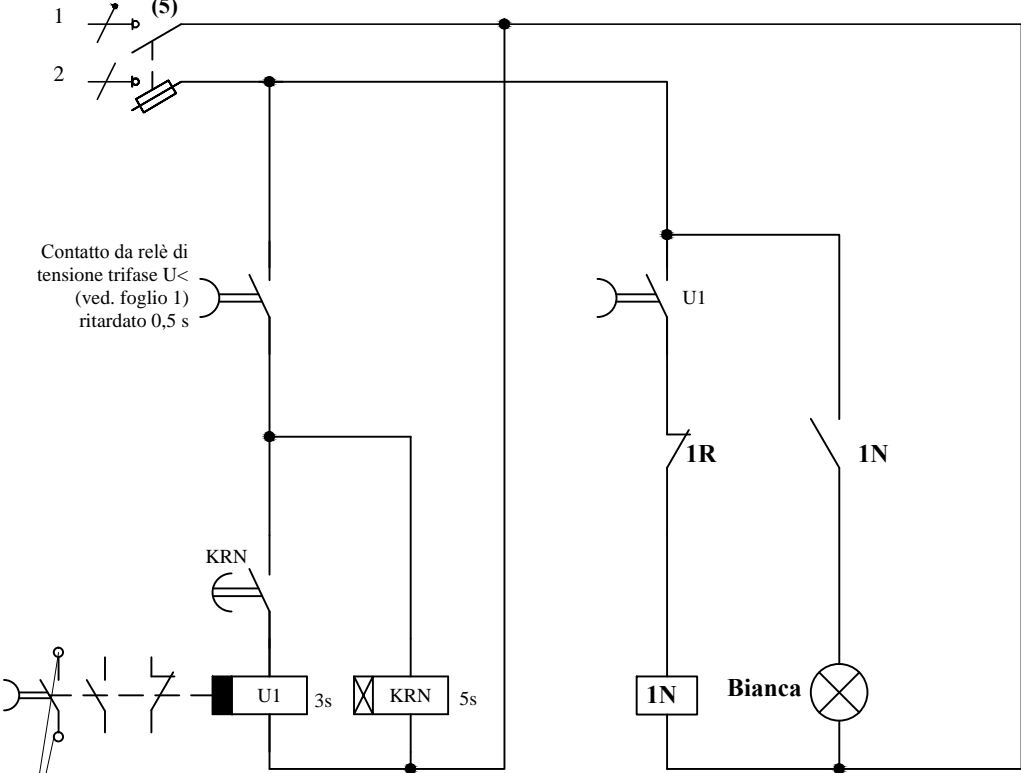 (5)
1
2
Contatto da relè di
tensione trifase U<
(ved. foglio 1)
ritardato 0,5 s
U1
1R
1N
KRN
U1
3s
KRN
5s
1N
Bianca